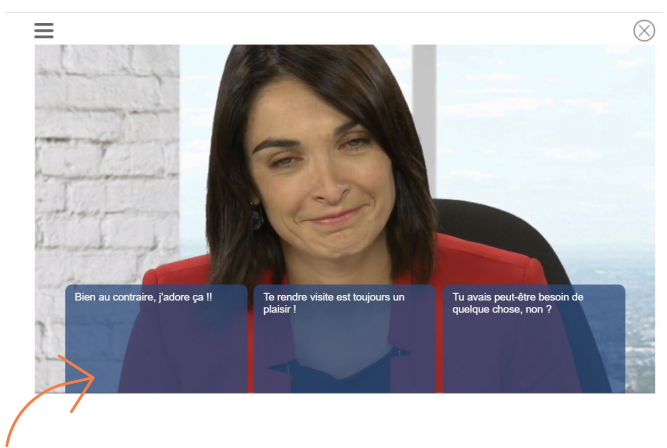 Bien au contraire, j'adore ça !!
Te rendre visite est toujours un
plaisir !
Tu avais peut-être besoin de
quelque chose, non ?